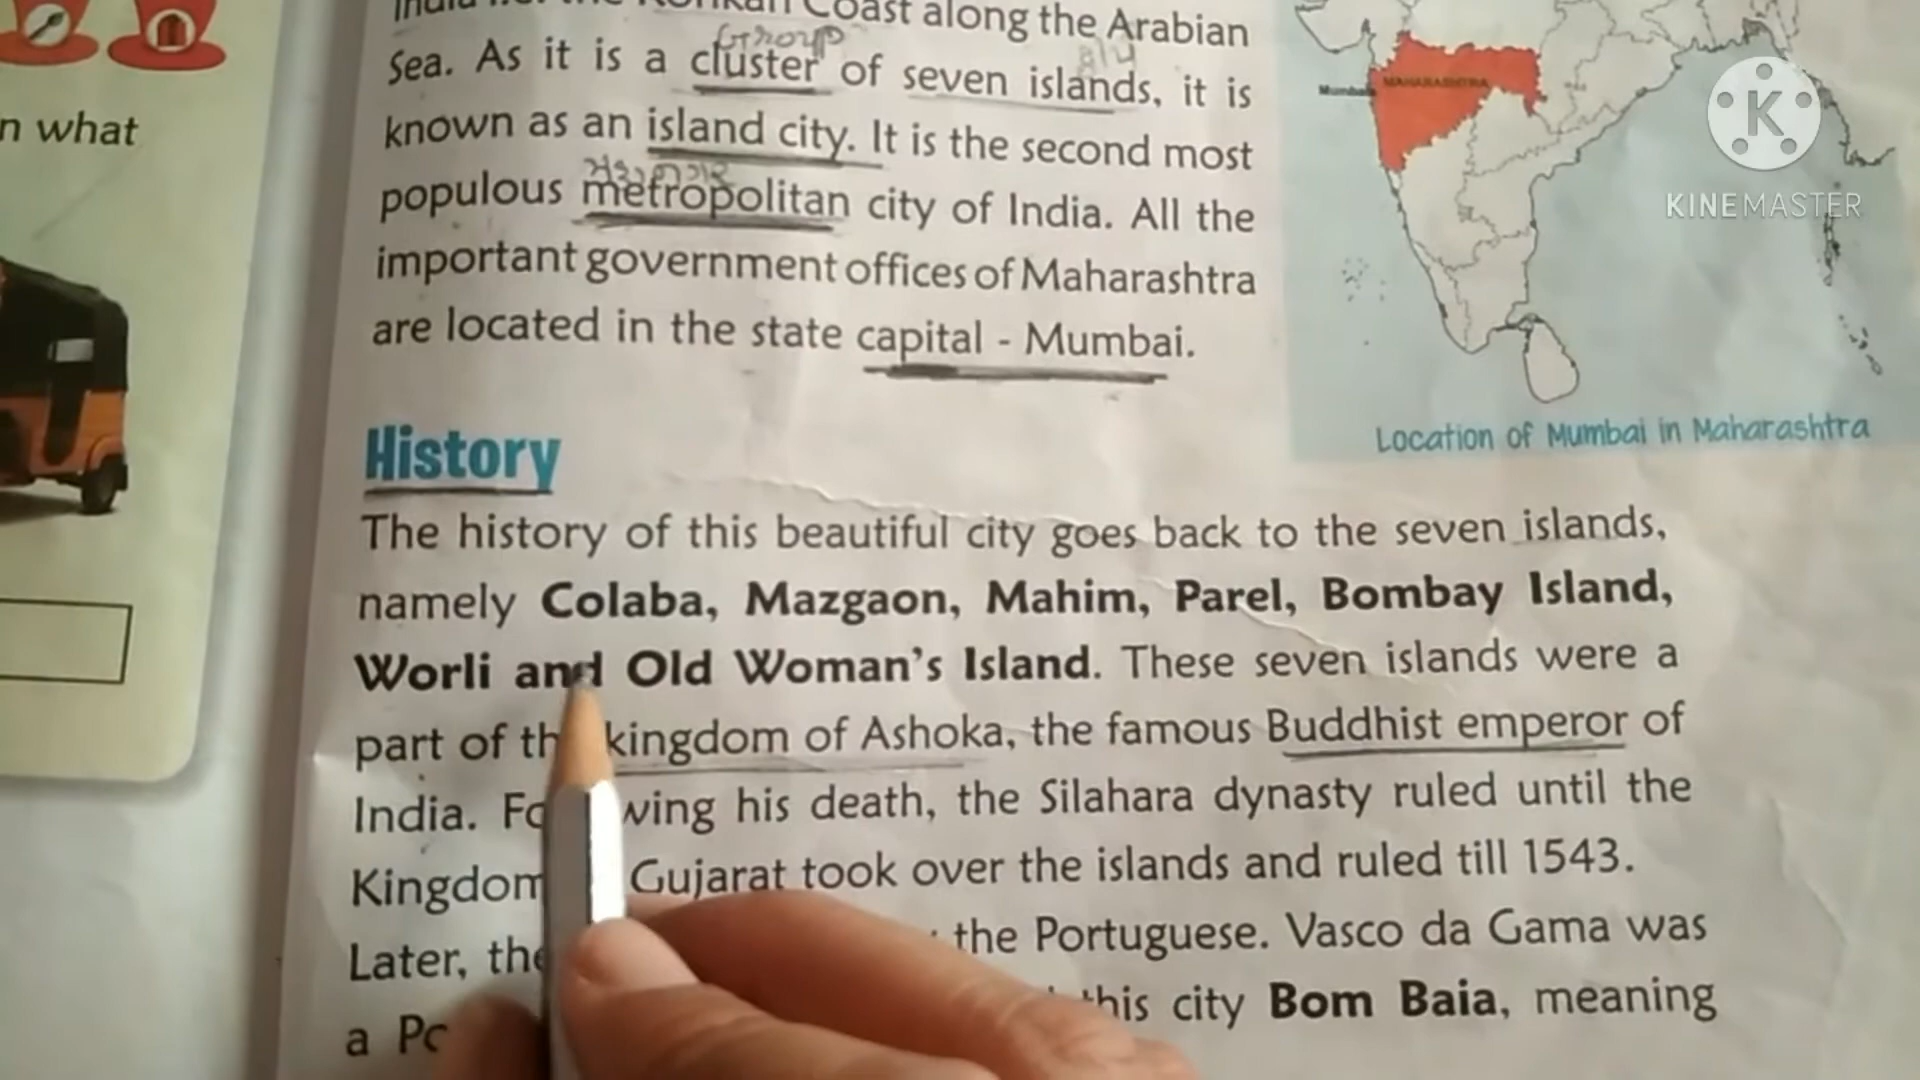 Coast along the Arabian
Group
Sea. As it is a cluster of seven islands, it is
known as an island city. It is the second most
મહાનગર
populous metropolitan city of India. All the
important government offices of Maharashtra
are located in the state capital - Mumbai.
n what
MAHARASHTRA
Mumbai
K
KINEMASTER
Location of Mumbai in Maharashtra
History
The history of this beautiful city goes back to the seven islands,
namely Colaba, Mazgaon, Mahim, Parel, Bombay Island,
Worli and Old Woman's Island. These seven islands were a
part of th kingdom of Ashoka, the famous Buddhist emperor of
India. Fo wing his death, the Silahara dynasty ruled until the
Kingdom Gujarat took over the islands and ruled till 1543.
Later, the the Portuguese. Vasco da Gama was
a Po this city Bom Baia, meaning